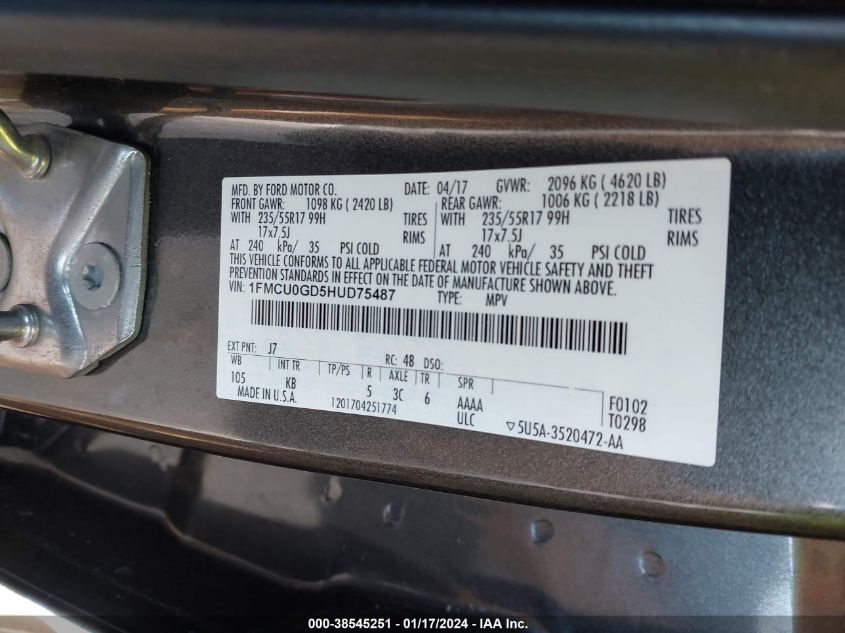 MFD. BY FORD MOTOR CO. DATE: 04/17 GVWR: 2096 KG ( 4620 LB)
FRONT GAWR: 1098 KG ( 2420 LB) REAR GAWR: 1006 KG ( 2218 LB)
WITH 235/55R17 99H TIRES WITH 235/55R17 99H TIRES
17x7.5J RIMS 17x7.5J RIMS
AT 240 kPa/ 35 PSI COLD AT 240 kPa/ 35 PSI COLD
THIS VEHICLE CONFORMS TO ALL APPLICABLE FEDERAL MOTOR VEHICLE SAFETY AND THEFT
PREVENTION STANDARDS IN EFFECT ON THE DATE OF MANUFACTURE SHOWN ABOVE.
VIN: 1FMCU0GD5HUD75487 TYPE: MPV
EXT PNT: J7 RC: 48 DSO:
WB INT TR TP/PS R AXLE TR SPR
105 KB 5 3C 6 AAAA F0102
MADE IN U.S.A. 1201704251774 ULC T0298
▽5U5A-3520472-AA
000-38545251 | 01/17/2024 | IAA Inc.